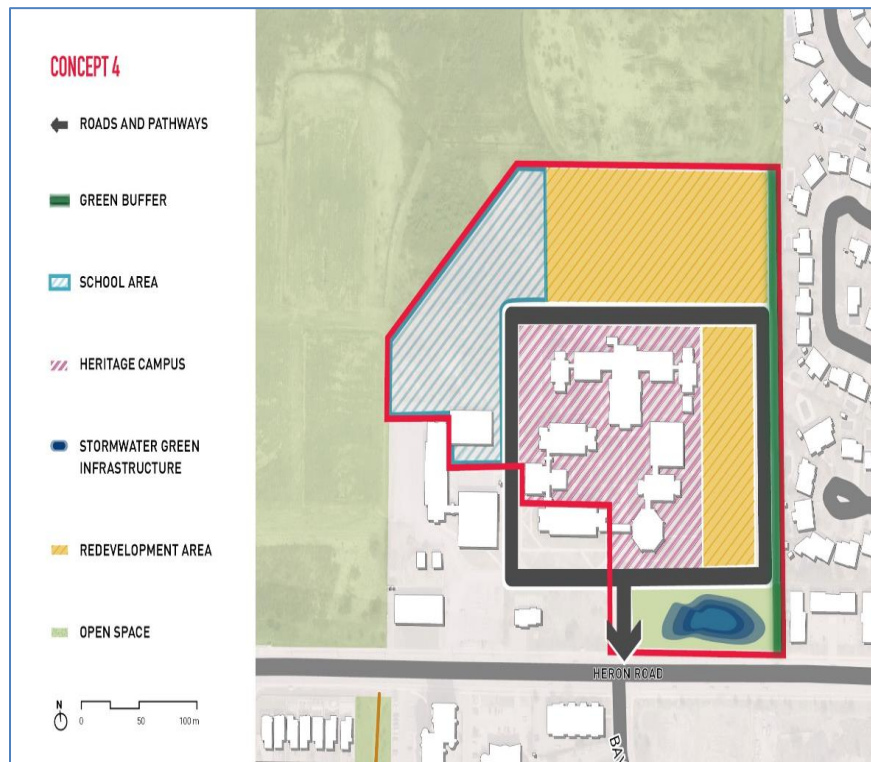 CONCEPT 4
ROADS AND PATHWAYS
GREEN BUFFER
SCHOOL AREA
HERITAGE CAMPUS
STORMWATER GREEN
INFRASTRUCTURE
REDEVELOPMENT AREA
OPEN SPACE
N
0 50 100 m
HERON ROAD
BAY